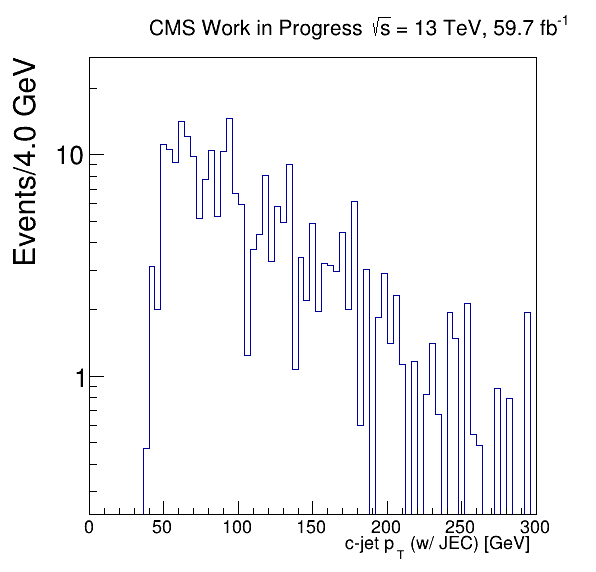 CMS Work in Progress √s = 13 TeV, 59.7 fb⁻¹
Events/4.0 GeV
10
1
0 50 100 150 200 250 300
c-jet p_T (w/ JEC) [GeV]